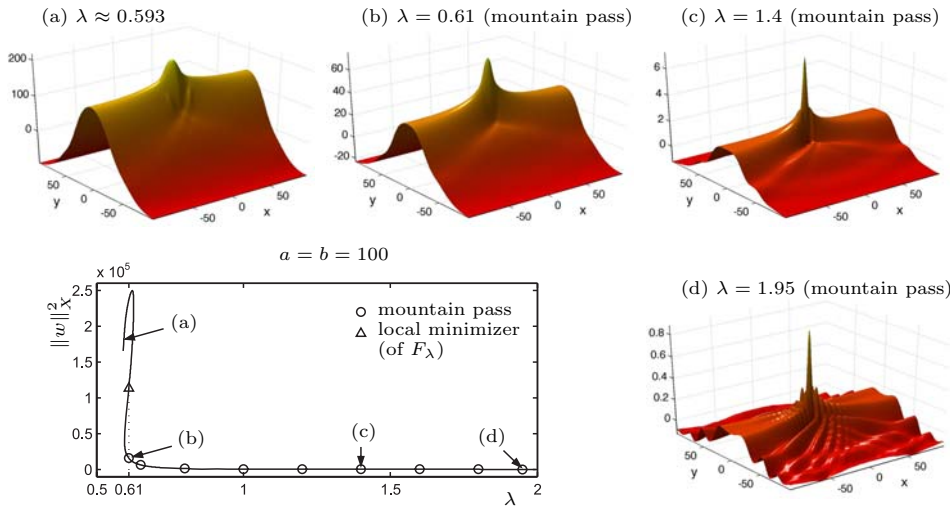 (a) λ ≈ 0.593
200
100
0
50
0
-50
y
-50
0
50
x
(b) λ = 0.61 (mountain pass)
60
40
20
0
-20
50
0
-50
y
-50
0
50
x
(c) λ = 1.4 (mountain pass)
6
4
2
0
50
0
-50
y
-50
0
50
x
a = b = 100
x 10⁵
‖w‖²_X
2.5
2
1.5
1
0.5
0
0.5
0.61
1
1.5
2
λ
(a)
(b)
(c)
(d)
mountain pass
local minimizer
(of F_λ)
(d) λ = 1.95 (mountain pass)
0.8
0.6
0.4
0.2
0
50
0
-50
y
-50
0
50
x